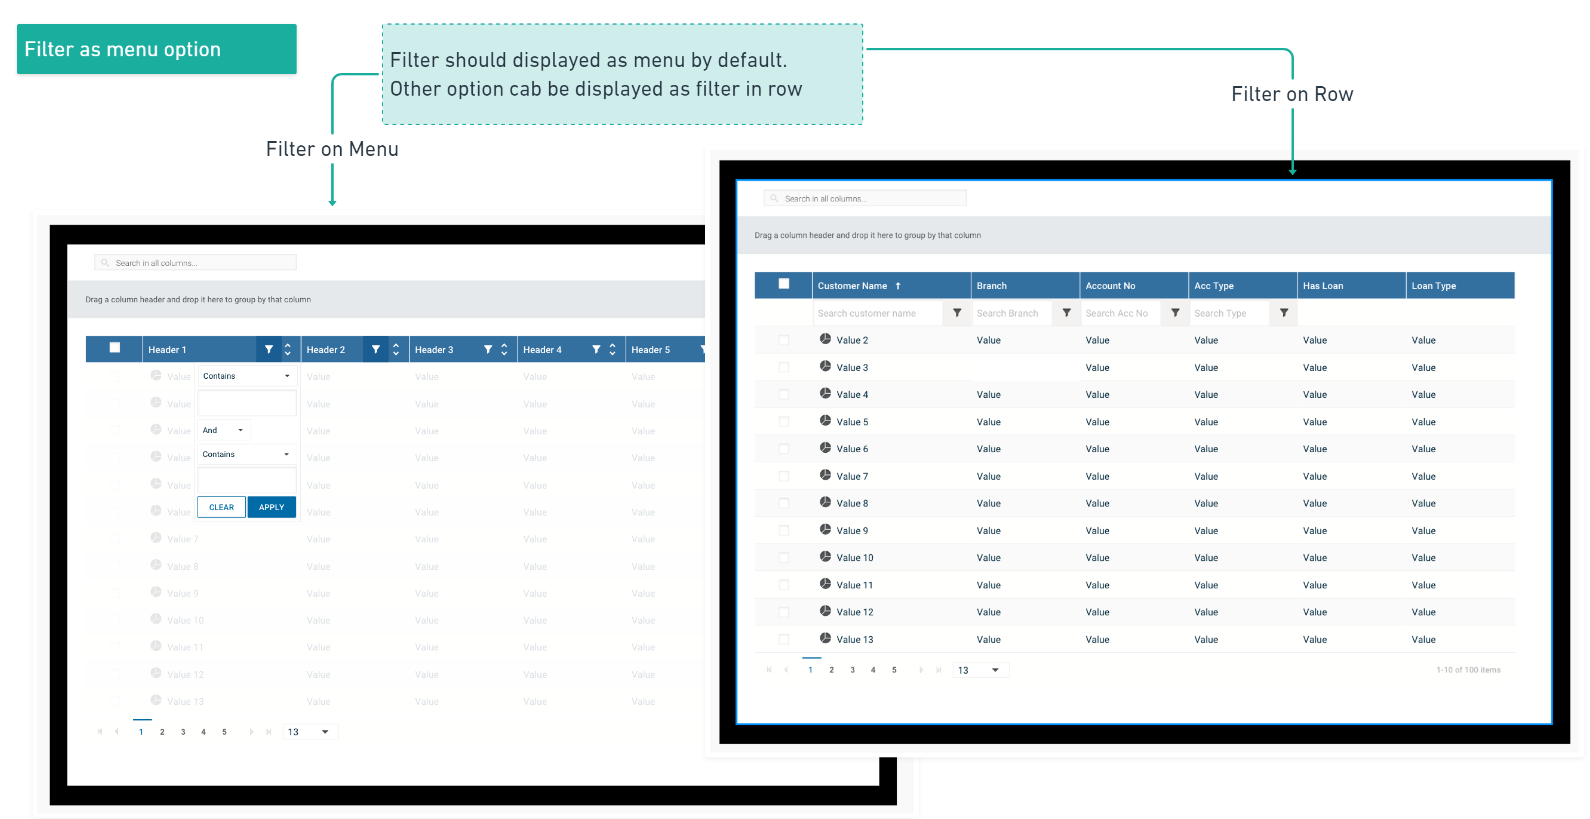 Filter as menu option
Filter should displayed as menu by default.
Other option cab be displayed as filter in row
Filter on Menu
Filter on Row
Search in all columns...
Drag a column header and drop it here to group by that column
Header 1 Header 2 Header 3 Header 4 Header 5
Value Contains Value Value Value Value
Value Value Value Value Value
Value And Value Value Value Value
Value Contains Value Value Value Value
Value Value Value Value Value
Value CLEAR APPLY Value Value Value Value
Value 7 Value Value Value Value
Value 8 Value Value Value Value
Value 9 Value Value Value Value
Value 10 Value Value Value Value
Value 11 Value Value Value Value
Value 12 Value Value Value Value
Value 13 Value Value Value Value
1 2 3 4 5 13
Search in all columns...
Drag a column header and drop it here to group by that column
Customer Name Branch Account No Acc Type Has Loan Loan Type
Search customer name Search Branch Search Acc No Search Type
Value 2 Value Value Value Value Value
Value 3 Value Value Value Value
Value 4 Value Value Value Value Value
Value 5 Value Value Value Value Value
Value 6 Value Value Value Value Value
Value 7 Value Value Value Value Value
Value 8 Value Value Value Value Value
Value 9 Value Value Value Value Value
Value 10 Value Value Value Value Value
Value 11 Value Value Value Value Value
Value 12 Value Value Value Value Value
Value 13 Value Value Value Value Value
1 2 3 4 5 13 1-10 of 100 items